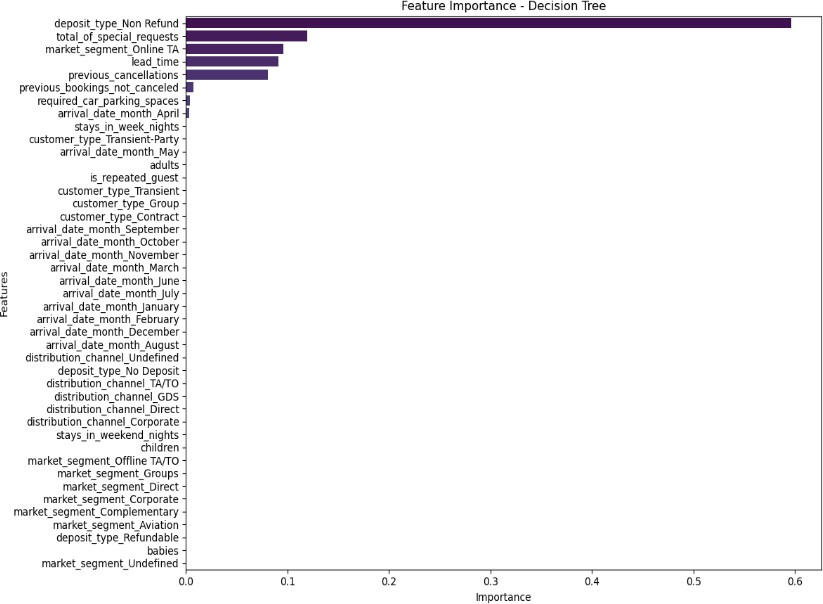 Feature Importance - Decision Tree
deposit_type_Non Refund
total_of_special_requests
market_segment_Online TA
lead_time
previous_cancellations
previous_bookings_not_canceled
required_car_parking_spaces
arrival_date_month_April
stays_in_week_nights
customer_type_Transient-Party
arrival_date_month_May
adults
is_repeated_guest
customer_type_Transient
customer_type_Group
customer_type_Contract
arrival_date_month_September
arrival_date_month_October
arrival_date_month_November
arrival_date_month_March
arrival_date_month_June
arrival_date_month_July
arrival_date_month_January
arrival_date_month_February
arrival_date_month_December
arrival_date_month_August
distribution_channel_Undefined
deposit_type_No Deposit
distribution_channel_TA/TO
distribution_channel_GDS
distribution_channel_Direct
distribution_channel_Corporate
stays_in_weekend_nights
children
market_segment_Offline TA/TO
market_segment_Groups
market_segment_Direct
market_segment_Corporate
market_segment_Complementary
market_segment_Aviation
deposit_type_Refundable
babies
market_segment_Undefined
Features
0.0 0.1 0.2 0.3 0.4 0.5 0.6
Importance